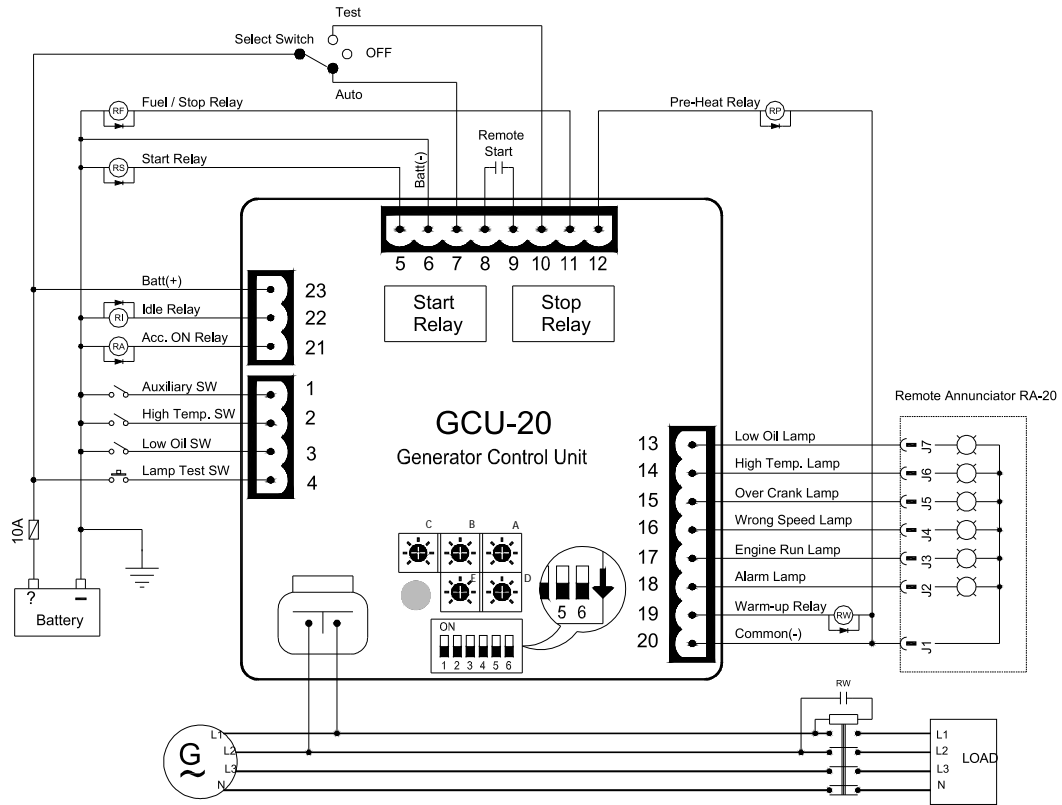 Test
Select Switch
OFF
Auto
RF
Fuel / Stop Relay
Pre-Heat Relay
RP
Remote
Start
RS
Start Relay
Batt(-)
5 6 7 8 9 10 11 12
Start
Relay
Stop
Relay
Batt(+)
23
RI
Idle Relay
22
RA
Acc. ON Relay
21
Auxiliary SW
1
High Temp. SW
2
Low Oil SW
3
Lamp Test SW
4
GCU-20
Generator Control Unit
Remote Annunciator RA-20
13 Low Oil Lamp J7
14 High Temp. Lamp J6
15 Over Crank Lamp J5
16 Wrong Speed Lamp J4
17 Engine Run Lamp J3
18 Alarm Lamp J2
19 Warm-up Relay RW
20 Common(-) J1
10A
? −
Battery
C B A
E D
5 6
ON
1 2 3 4 5 6
RW
G
~
L1
L2
L3
N
L1
L2
L3
N
LOAD